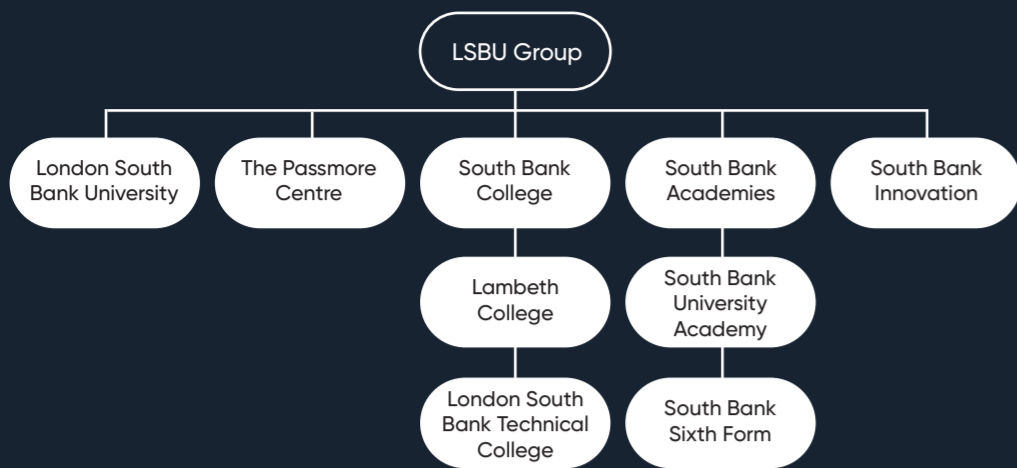 LSBU Group
London South
Bank University
The Passmore
Centre
South Bank
College
South Bank
Academies
South Bank
Innovation
Lambeth
College
South Bank
University
Academy
London South
Bank Technical
College
South Bank
Sixth Form